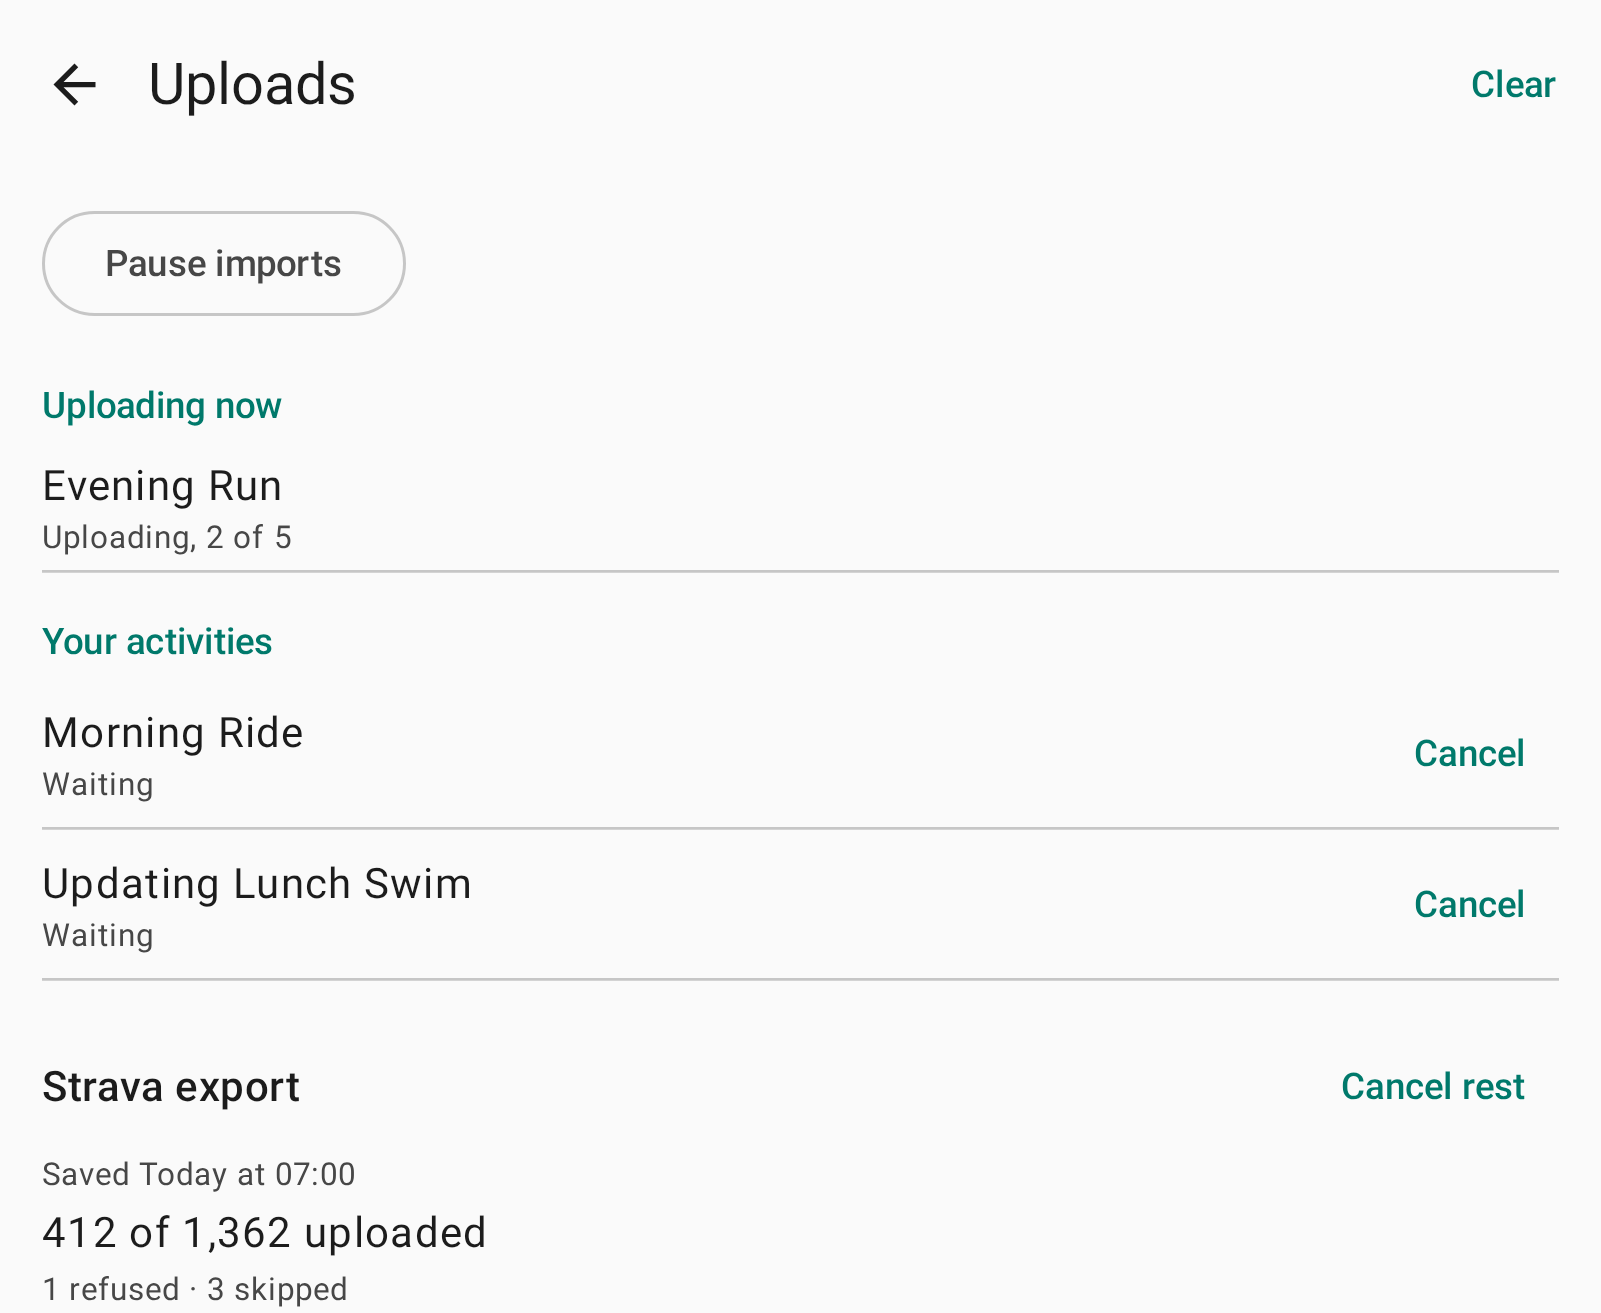 Uploads
Clear
Pause imports
Uploading now
Evening Run
Uploading, 2 of 5
Your activities
Morning Ride
Waiting
Cancel
Updating Lunch Swim
Waiting
Cancel
Strava export
Cancel rest
Saved Today at 07:00
412 of 1,362 uploaded
1 refused · 3 skipped